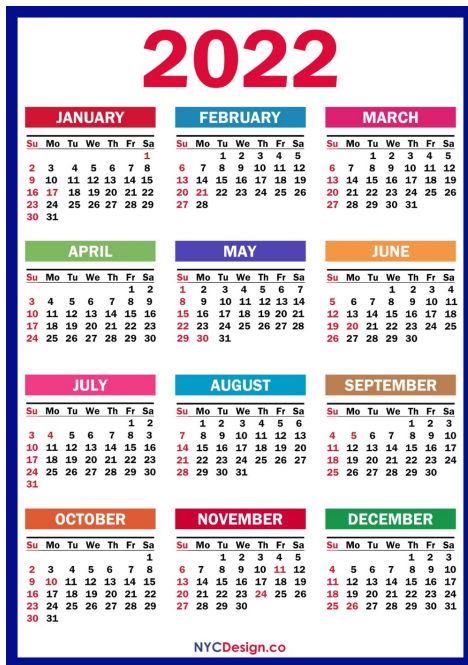 2022
JANUARY
Su Mo Tu We Th Fr Sa
1
2 3 4 5 6 7 8
9 10 11 12 13 14 15
16 17 18 19 20 21 22
23 24 25 26 27 28 29
30 31
FEBRUARY
Su Mo Tu We Th Fr Sa
1 2 3 4 5
6 7 8 9 10 11 12
13 14 15 16 17 18 19
20 21 22 23 24 25 26
27 28
MARCH
Su Mo Tu We Th Fr Sa
1 2 3 4 5
6 7 8 9 10 11 12
13 14 15 16 17 18 19
20 21 22 23 24 25 26
27 28 29 30 31
APRIL
Su Mo Tu We Th Fr Sa
1 2
3 4 5 6 7 8 9
10 11 12 13 14 15 16
17 18 19 20 21 22 23
24 25 26 27 28 29 30
MAY
Su Mo Tu We Th Fr Sa
1 2 3 4 5 6 7
8 9 10 11 12 13 14
15 16 17 18 19 20 21
22 23 24 25 26 27 28
29 30 31
JUNE
Su Mo Tu We Th Fr Sa
1 2 3 4
5 6 7 8 9 10 11
12 13 14 15 16 17 18
19 20 21 22 23 24 25
26 27 28 29 30
JULY
Su Mo Tu We Th Fr Sa
1 2
3 4 5 6 7 8 3
10 11 12 13 14 15 16
17 18 19 20 21 22 23
24 25 26 27 28 29 30
31
AUGUST
Su Mo Tu We Th Fr Sa
1 2 3 4 5 6
7 8 9 10 11 12 13
14 15 16 17 18 19 20
21 22 23 24 25 26 27
28 29 30 31
SEPTEMBER
Su Mo Tu We Th Fr Sa
1 2 3
4 5 6 7 8 9 10
11 12 13 14 15 16 17
18 19 20 21 22 23 24
25 26 27 28 29 30
OCTOBER
Su Mo Tu We Th Fr Sa
1
2 3 4 5 6 7 8
9 10 11 12 13 14 15
16 17 18 19 20 21 22
23 24 25 26 27 28 29
30 31
NOVEMBER
Su Mo Tu We Th Fr Sa
1 2 3 4 5
6 7 8 9 10 11 12
13 14 15 16 17 18 19
20 21 22 23 24 25 26
27 28 29 30
DECEMBER
Su Mo Tu We Th Fr Sa
1 2 3
4 5 6 7 8 9 10
11 12 13 14 15 16 17
18 19 20 21 22 23 24
25 26 27 28 29 30 31
NYCDesign.co